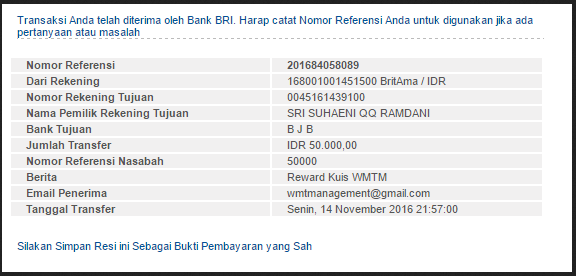 Transaksi Anda telah diterima oleh Bank BRI. Harap catat Nomor Referensi Anda untuk digunakan jika ada
pertanyaan atau masalah
Nomor Referensi 201684058089
Dari Rekening 168001001451500 BritAma / IDR
Nomor Rekening Tujuan 0045161439100
Nama Pemilik Rekening Tujuan SRI SUHAENI QQ RAMDANI
Bank Tujuan B J B
Jumlah Transfer IDR 50.000,00
Nomor Referensi Nasabah 50000
Berita Reward Kuis WMTM
Email Penerima wmtmanagement@gmail.com
Tanggal Transfer Senin, 14 November 2016 21:57:00
Silakan Simpan Resi ini Sebagai Bukti Pembayaran yang Sah